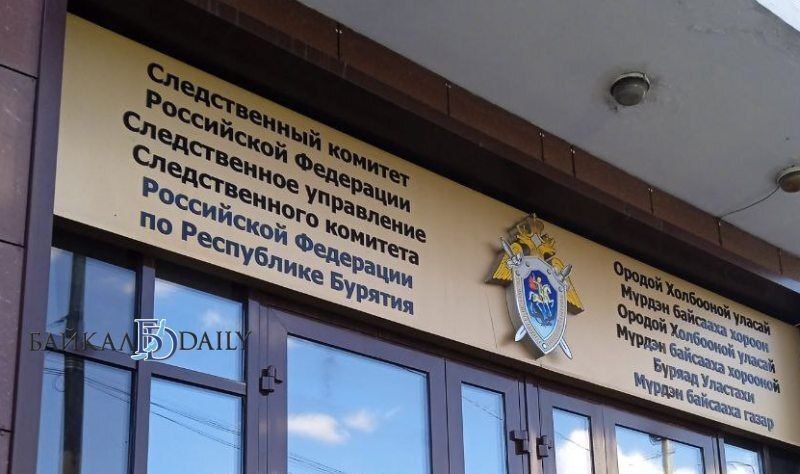 Следственный комитет
Российской Федерации
Следственное управление
Следственного комитета
Российской Федерации
по Республике Бурятия
Ородой Холбооной уласай
Мүрдэн байсааха хороон
Ородой Холбооной уласай
Мүрдэн байсааха хорооной
Буряад Уластахи
Мүрдэн байсааха газар
БАЙКАЛ DAILY